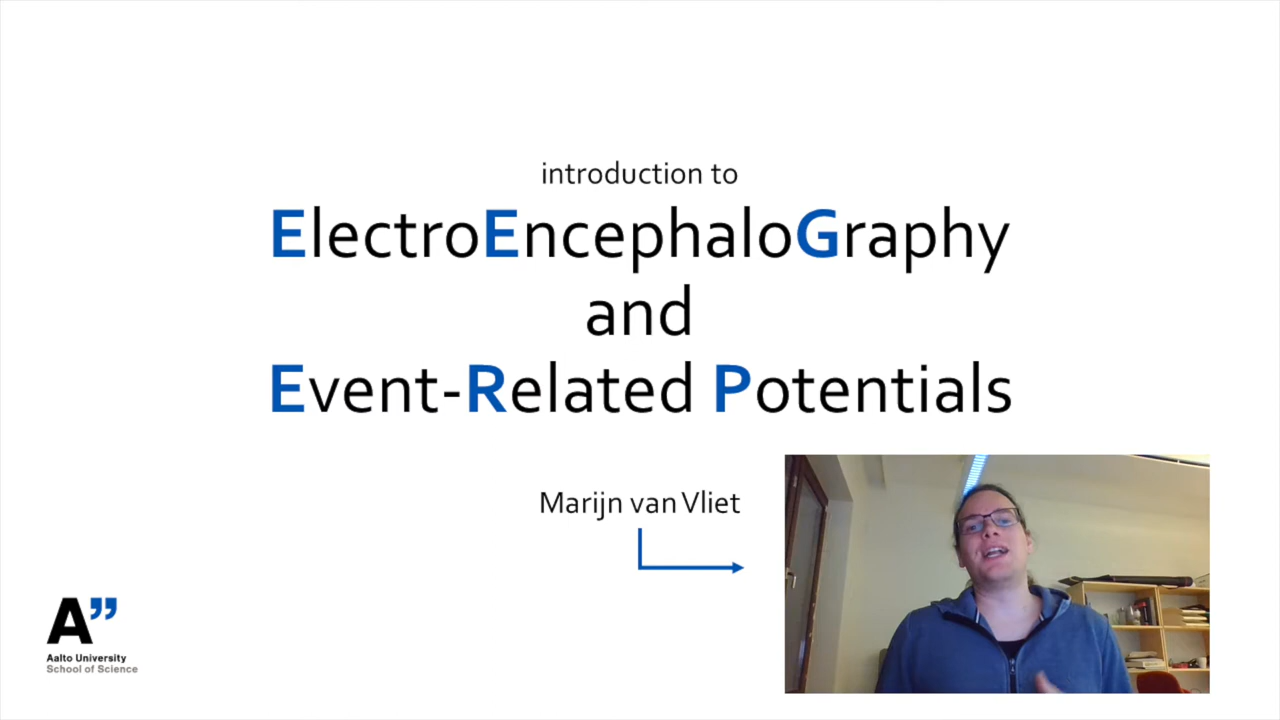 introduction to
ElectroEncephaloGraphy
and
Event-Related Potentials
Marijn van Vliet
A”
Aalto University
School of Science